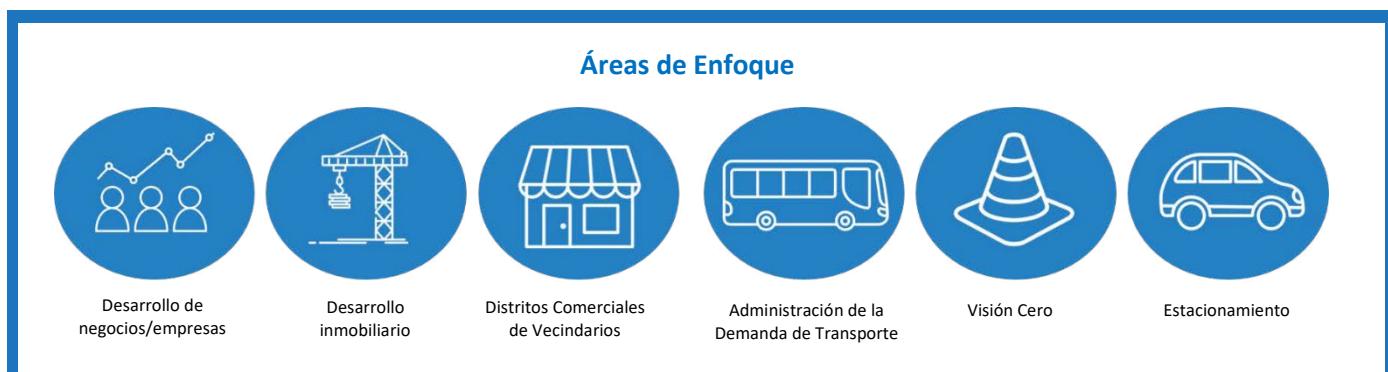 Áreas de Enfoque
Desarrollo de
negocios/empresas
Desarrollo
inmobiliario
Distritos Comerciales
de Vecindarios
Administración de la
Demanda de Transporte
Visión Cero
Estacionamiento